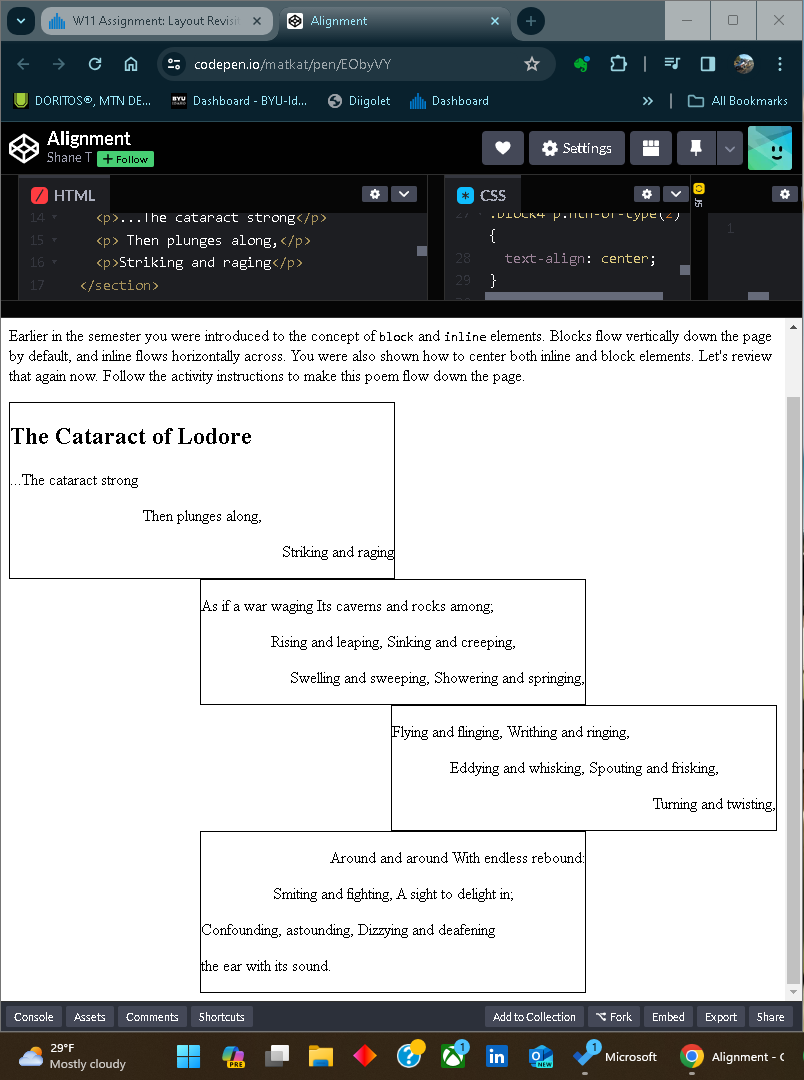 W11 Assignment: Layout Revisit
Alignment
codepen.io/matkat/pen/EObyVY
DORITOS®, MTN DE...
BYU
Dashboard - BYU-Id...
Diigolet
Dashboard
»
All Bookmarks
Alignment
Shane T
+ Follow
Settings
HTML
CSS
JS
14 <p>...The cataract strong</p>
15 <p> Then plunges along,</p>
16 <p>Striking and raging</p>
17 </section>
27 .block4 p:nth-of-type(2)
{
28 text-align: center;
29 }
1
Earlier in the semester you were introduced to the concept of block and inline elements. Blocks flow vertically down the page
by default, and inline flows horizontally across. You were also shown how to center both inline and block elements. Let's review
that again now. Follow the activity instructions to make this poem flow down the page.
The Cataract of Lodore
...The cataract strong
Then plunges along,
Striking and raging
As if a war waging Its caverns and rocks among;
Rising and leaping, Sinking and creeping,
Swelling and sweeping, Showering and springing,
Flying and flinging, Writhing and ringing,
Eddying and whisking, Spouting and frisking,
Turning and twisting,
Around and around With endless rebound:
Smiting and fighting, A sight to delight in;
Confounding, astounding, Dizzying and deafening
the ear with its sound.
Console
Assets
Comments
Shortcuts
Add to Collection
Fork
Embed
Export
Share
29°F
Mostly cloudy
PRE
1
in
NEW
1
Microsoft
Alignment - C